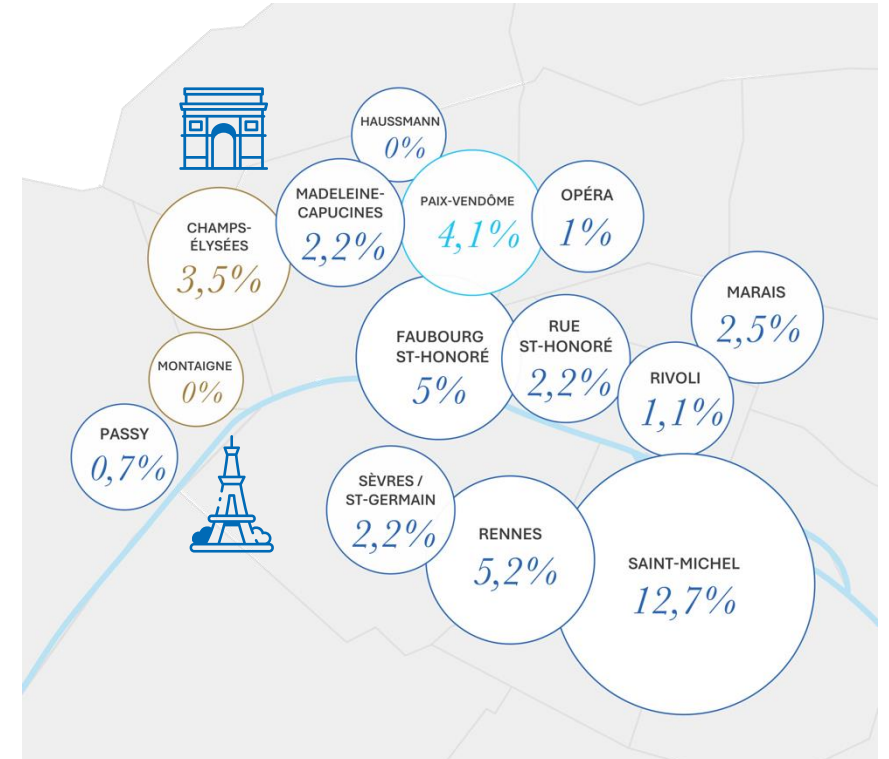 HAUSSMANN
0%
MADELEINE-
CAPUCINES
2,2%
PAIX-VENDÔME
4,1%
OPÉRA
1%
CHAMPS-
ÉLYSÉES
3,5%
MARAIS
2,5%
FAUBOURG
ST-HONORÉ
5%
RUE
ST-HONORÉ
2,2%
RIVOLI
1,1%
MONTAIGNE
0%
PASSY
0,7%
SÈVRES /
ST-GERMAIN
2,2%
RENNES
5,2%
SAINT-MICHEL
12,7%